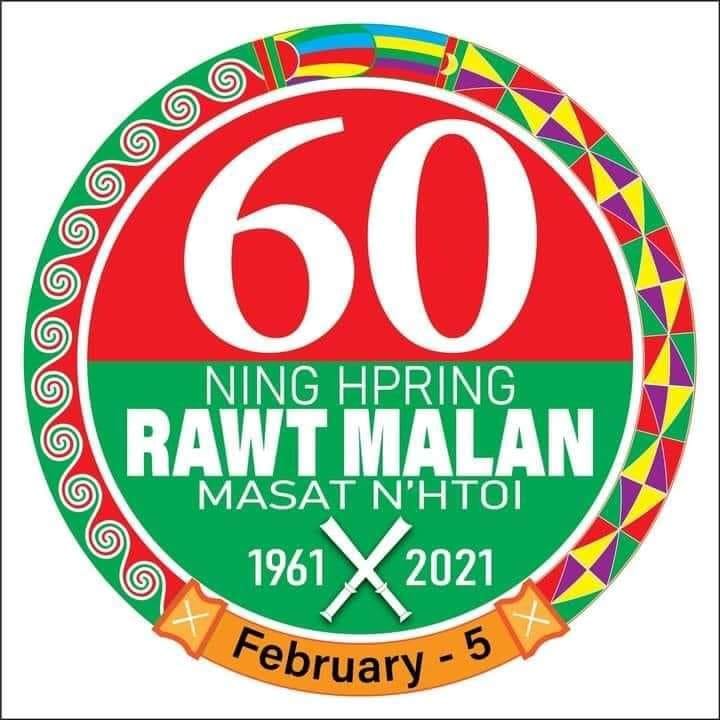 60
NING HPRING
RAWT MALAN
MASAT N'HTOI
1961 2021
February - 5